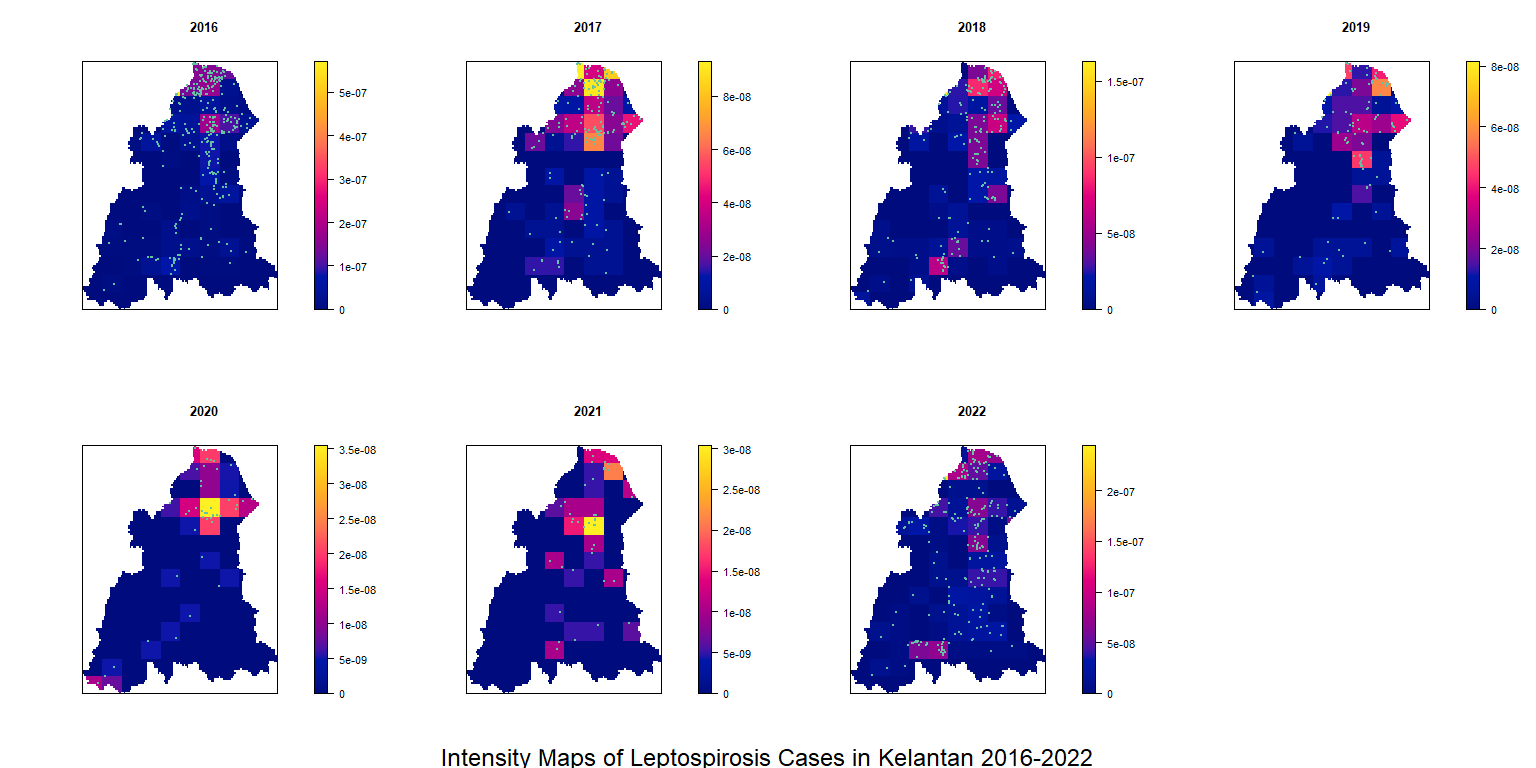 2016
5e-07
4e-07
3e-07
2e-07
1e-07
0
2017
8e-08
6e-08
4e-08
2e-08
0
2018
1.5e-07
1e-07
5e-08
0
2019
8e-08
6e-08
4e-08
2e-08
0
2020
3.5e-08
3e-08
2.5e-08
2e-08
1.5e-08
1e-08
5e-09
0
2021
3e-08
2.5e-08
2e-08
1.5e-08
1e-08
5e-09
0
2022
2e-07
1.5e-07
1e-07
5e-08
0
Intensity Maps of Leptospirosis Cases in Kelantan 2016-2022